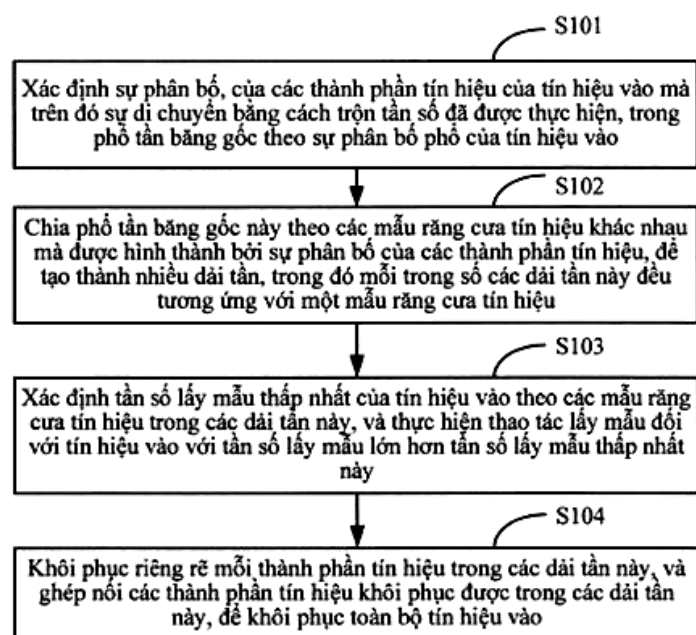 S101
Xác định sự phân bố, của các thành phần tín hiệu của tín hiệu vào mà
trên đó sự di chuyển bằng cách trộn tần số đã được thực hiện, trong
phổ tần băng gốc theo sự phân bố phổ của tín hiệu vào
S102
Chia phổ tần băng gốc này theo các mẫu răng cưa tín hiệu khác nhau
mà được hình thành bởi sự phân bố của các thành phần tín hiệu, để
tạo thành nhiều dải tần, trong đó mỗi trong số các dải tần này đều
tương ứng với một mẫu răng cưa tín hiệu
S103
Xác định tần số lấy mẫu thấp nhất của tín hiệu vào theo các mẫu răng
cưa tín hiệu trong các dải tần này, và thực hiện thao tác lấy mẫu đối
với tín hiệu vào với tần số lấy mẫu lớn hơn tần số lấy mẫu thấp nhất
này
S104
Khôi phục riêng rẽ mỗi thành phần tín hiệu trong các dải tần này, và
ghép nối các thành phần tín hiệu khôi phục được trong các dải tần
này, để khôi phục toàn bộ tín hiệu vào